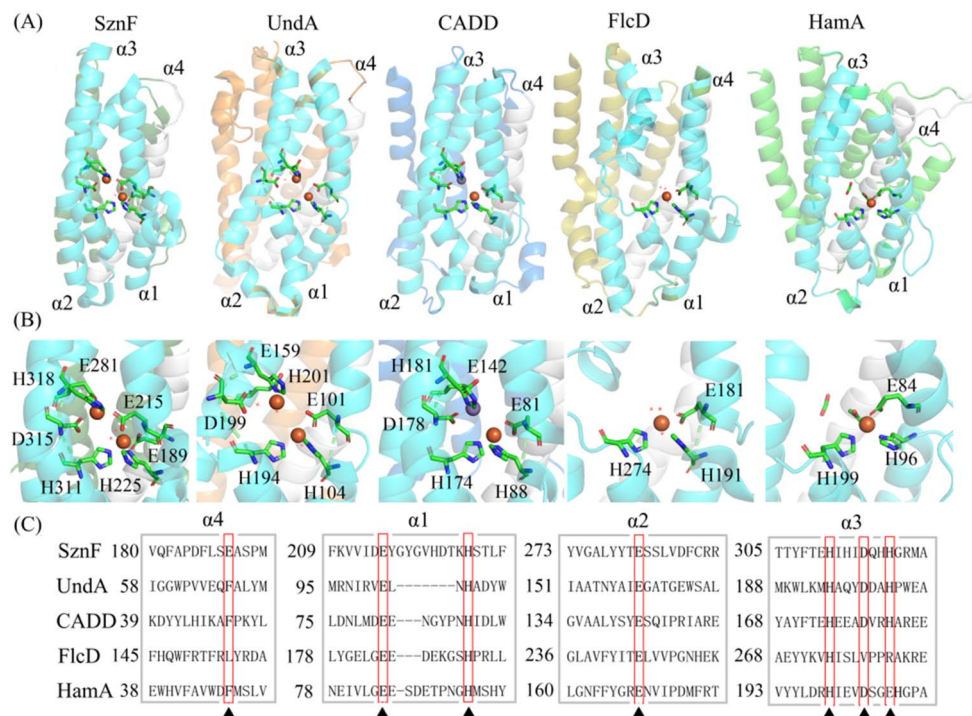 (A) SznF UndA CADD FlcD HamA
α3 α4 α2 α1
α3 α4 α2 α1
α3 α4 α2 α1
α3 α4 α2 α1
α3 α4 α2 α1
(B)
E281 H318 E215 D315 E189 H311 H225
E159 H201 E101 D199 H194 H104
H181 E142 E81 D178 H174 H88
E181 H274 H191
E84 H96 H199
(C) α4 α1 α2 α3
SznF 180 VQFAPDFLSEASPM 209 FKVVIDEYGYGVHDTKHSTLF 273 YVGALYYTESSLVDFCRR 305 TTYFTEHIHIDQHHGRMA
UndA 58 IGGWPVVEQFALYM 95 MRNIRVEL--------NHADYW 151 IAATNYAIEGATGEWSAL 188 MKWLKMHAQYDDAHPWEA
CADD 39 KDYYLHIKAFPKYL 75 LDNLMDEE---NGYPNHIDLW 134 GVAALYSYESQIPRIARE 168 YAYFTEHEEADVRHAREE
FlcD 145 FHQWFRTFRLYRDA 178 LYGELGEE---DEKGSHPRLL 236 GLAVFYITELVVPGNHEK 268 AEYYKVHISLVPPRAKRE
HamA 38 EWHVFAVWDFMSLV 78 NEIVLGEE-SDETPNGHMSHY 160 LGNFFYGRENVIPDMFRT 193 VYYLDRHIEVDSGEHGPA